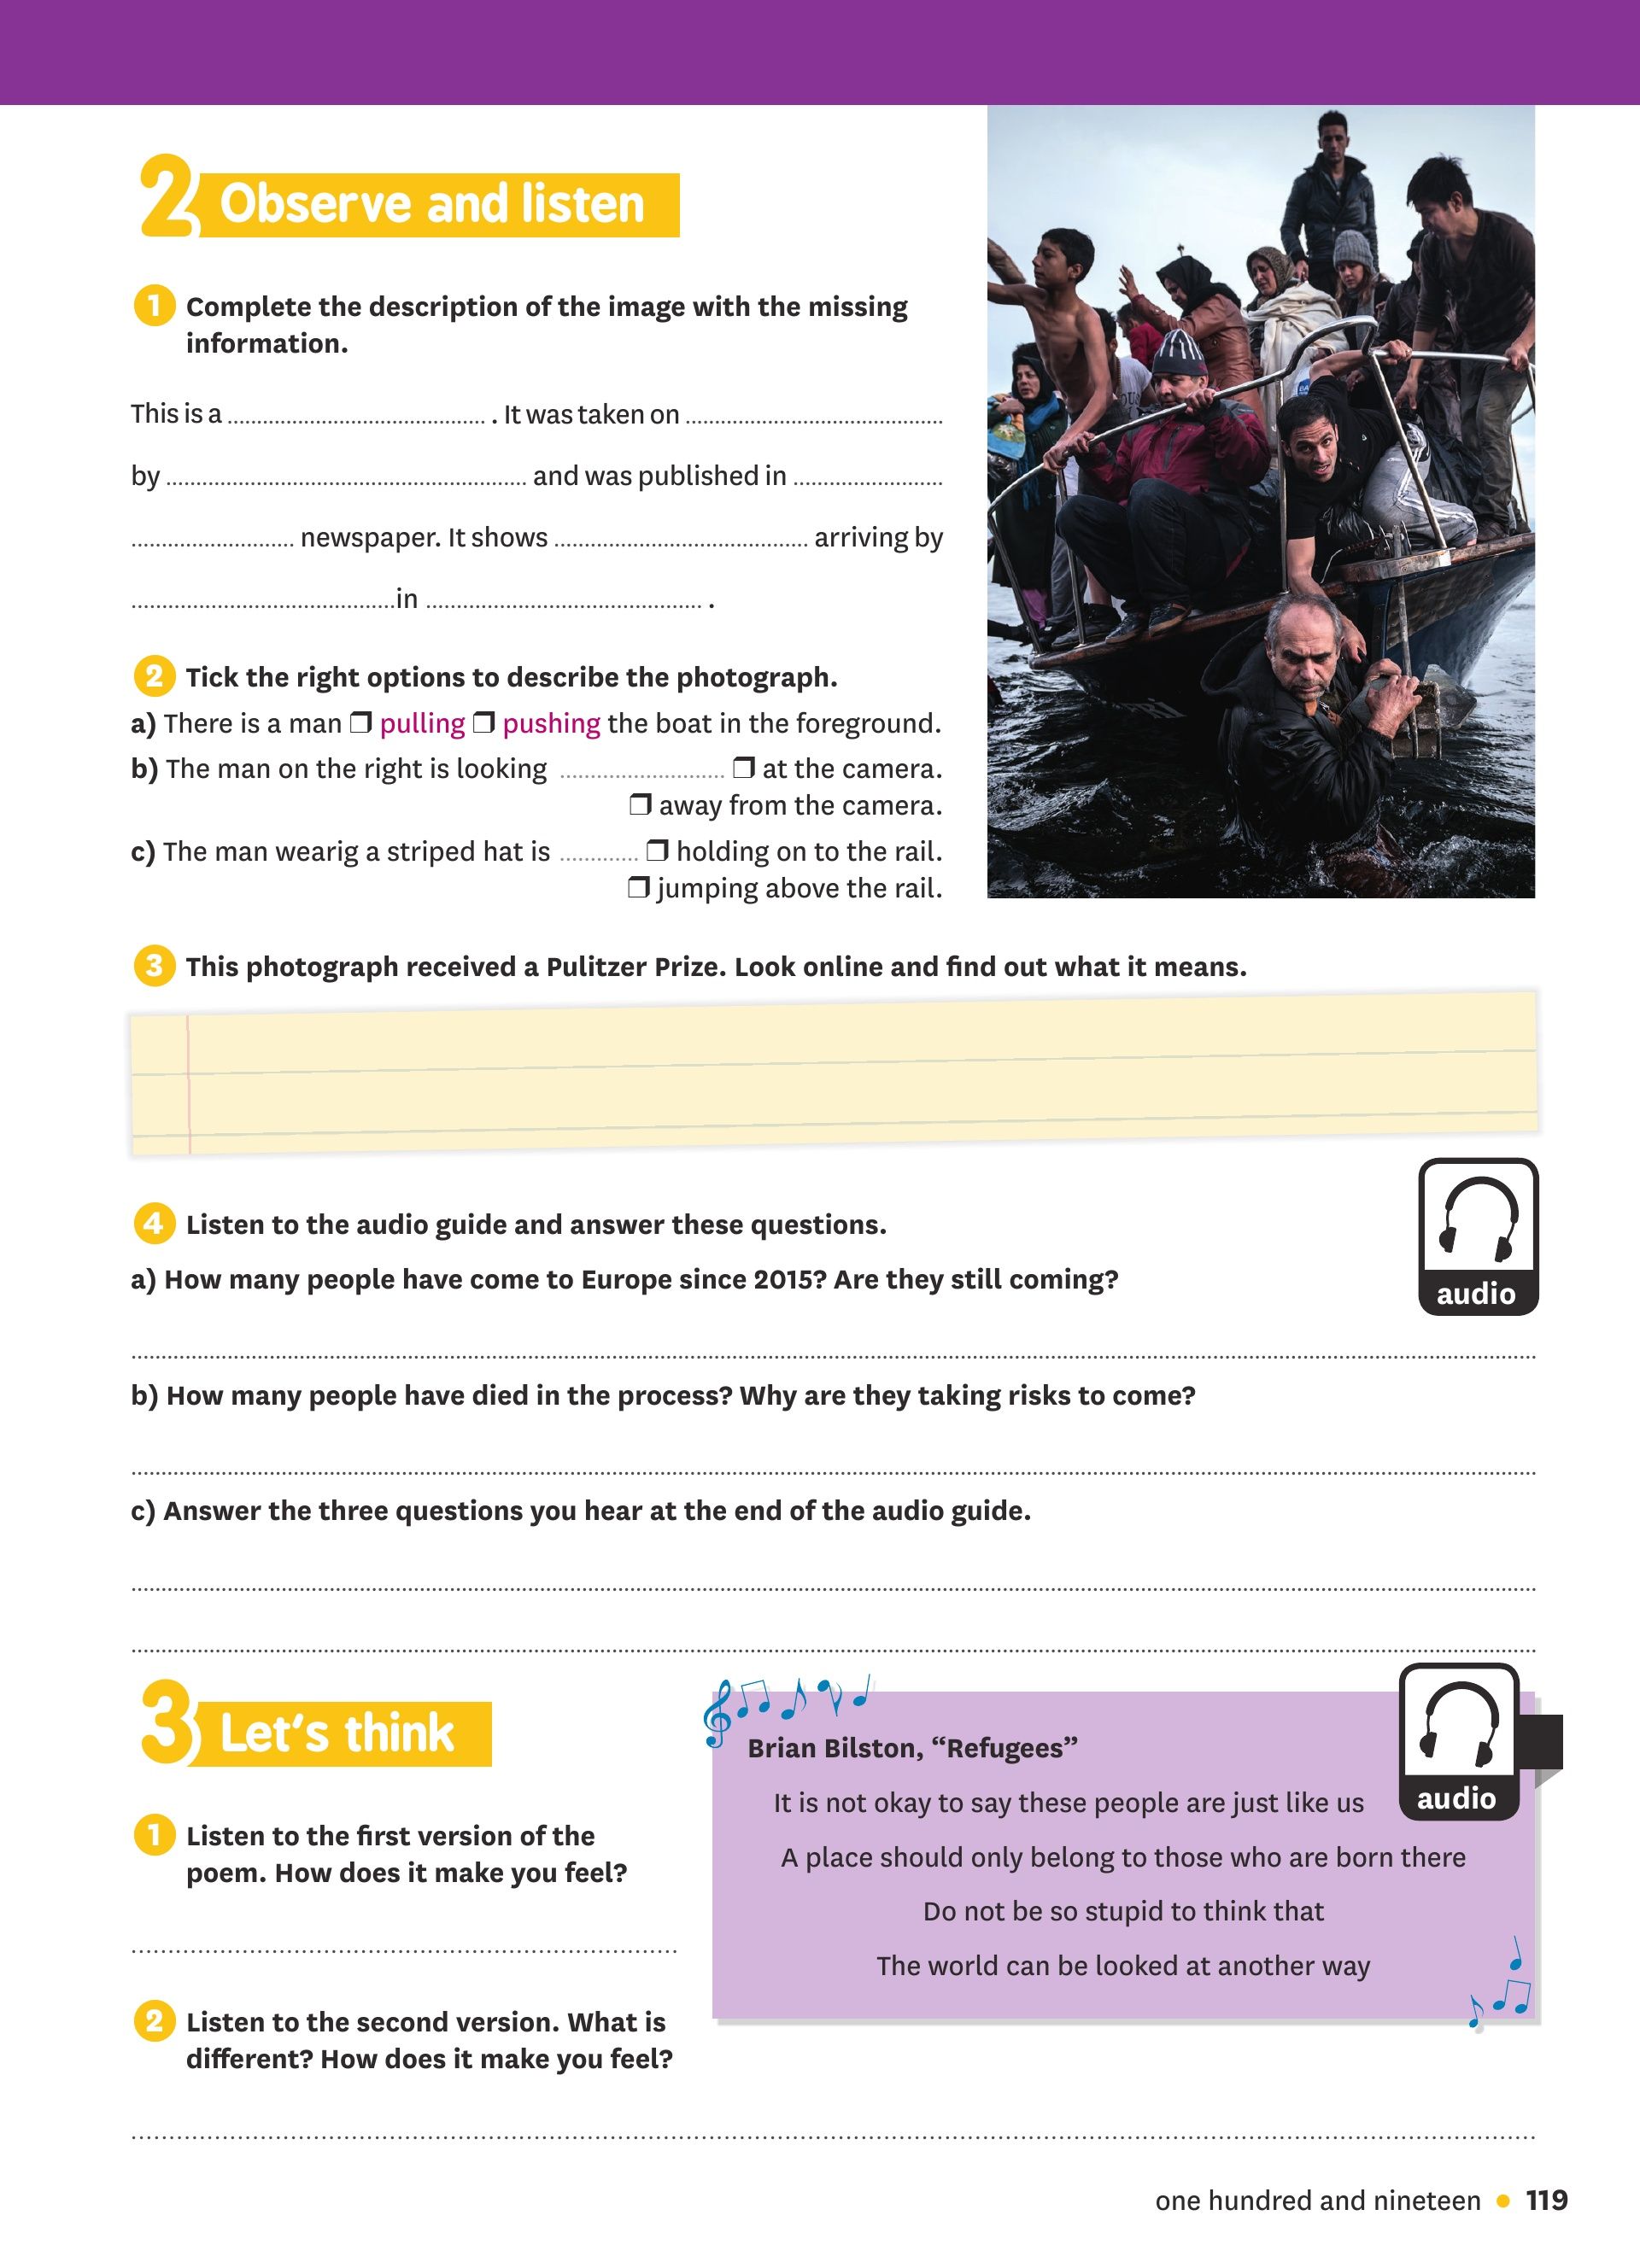 2 Observe and listen
1 Complete the description of the image with the missing
information.
This is a ........................................ . It was taken on ........................................
by ........................................ and was published in ........................
........................ newspaper. It shows ........................................ arriving by
........................................in ........................................ .
2 Tick the right options to describe the photograph.
a) There is a man ❒ pulling ❒ pushing the boat in the foreground.
b) The man on the right is looking ........................ ❒ at the camera.
❒ away from the camera.
c) The man wearig a striped hat is ............ ❒ holding on to the rail.
❒ jumping above the rail.
3 This photograph received a Pulitzer Prize. Look online and find out what it means.
4 Listen to the audio guide and answer these questions.
audio
a) How many people have come to Europe since 2015? Are they still coming?
b) How many people have died in the process? Why are they taking risks to come?
c) Answer the three questions you hear at the end of the audio guide.
3 Let's think
1 Listen to the first version of the
poem. How does it make you feel?
2 Listen to the second version. What is
different? How does it make you feel?
Brian Bilston, “Refugees”
audio
It is not okay to say these people are just like us
A place should only belong to those who are born there
Do not be so stupid to think that
The world can be looked at another way
one hundred and nineteen • 119